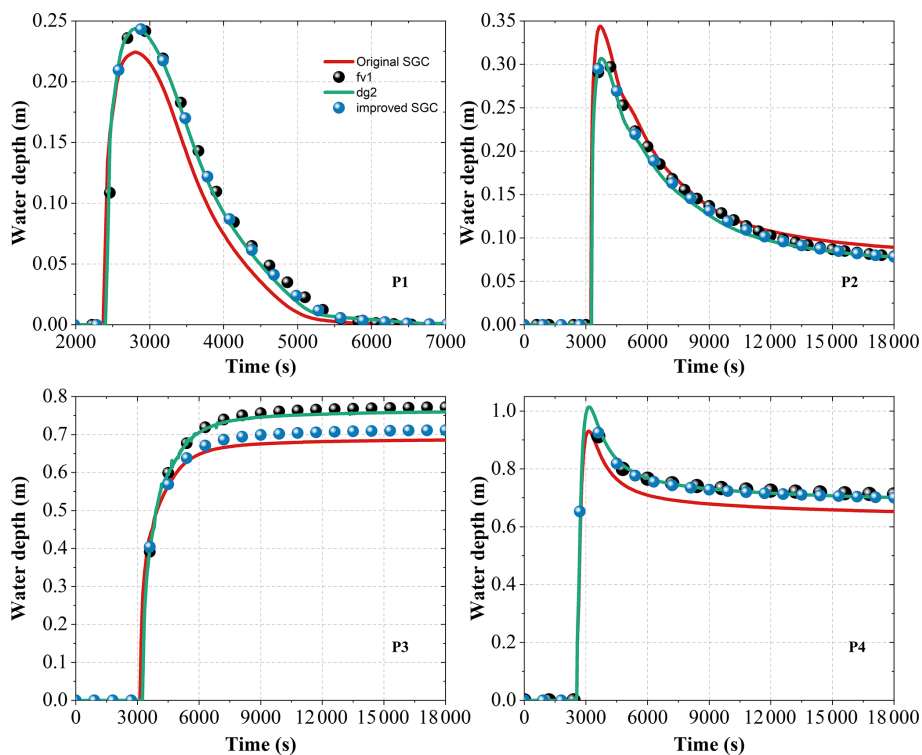 0.25
0.20
0.15
0.10
0.05
0.00
Water depth (m)
Original SGC
fv1
dg2
improved SGC
P1
2000 3000 4000 5000 6000 7000
Time (s)
0.35
0.30
0.25
0.20
0.15
0.10
0.05
0.00
Water depth (m)
P2
0 3000 6000 9000 12000 15000 18000
Time (s)
0.8
0.7
0.6
0.5
0.4
0.3
0.2
0.1
0.0
Water depth (m)
P3
0 3000 6000 9000 12000 15000 18000
Time (s)
1.0
0.8
0.6
0.4
0.2
0.0
Water depth (m)
P4
0 3000 6000 9000 12000 15000 18000
Time (s)